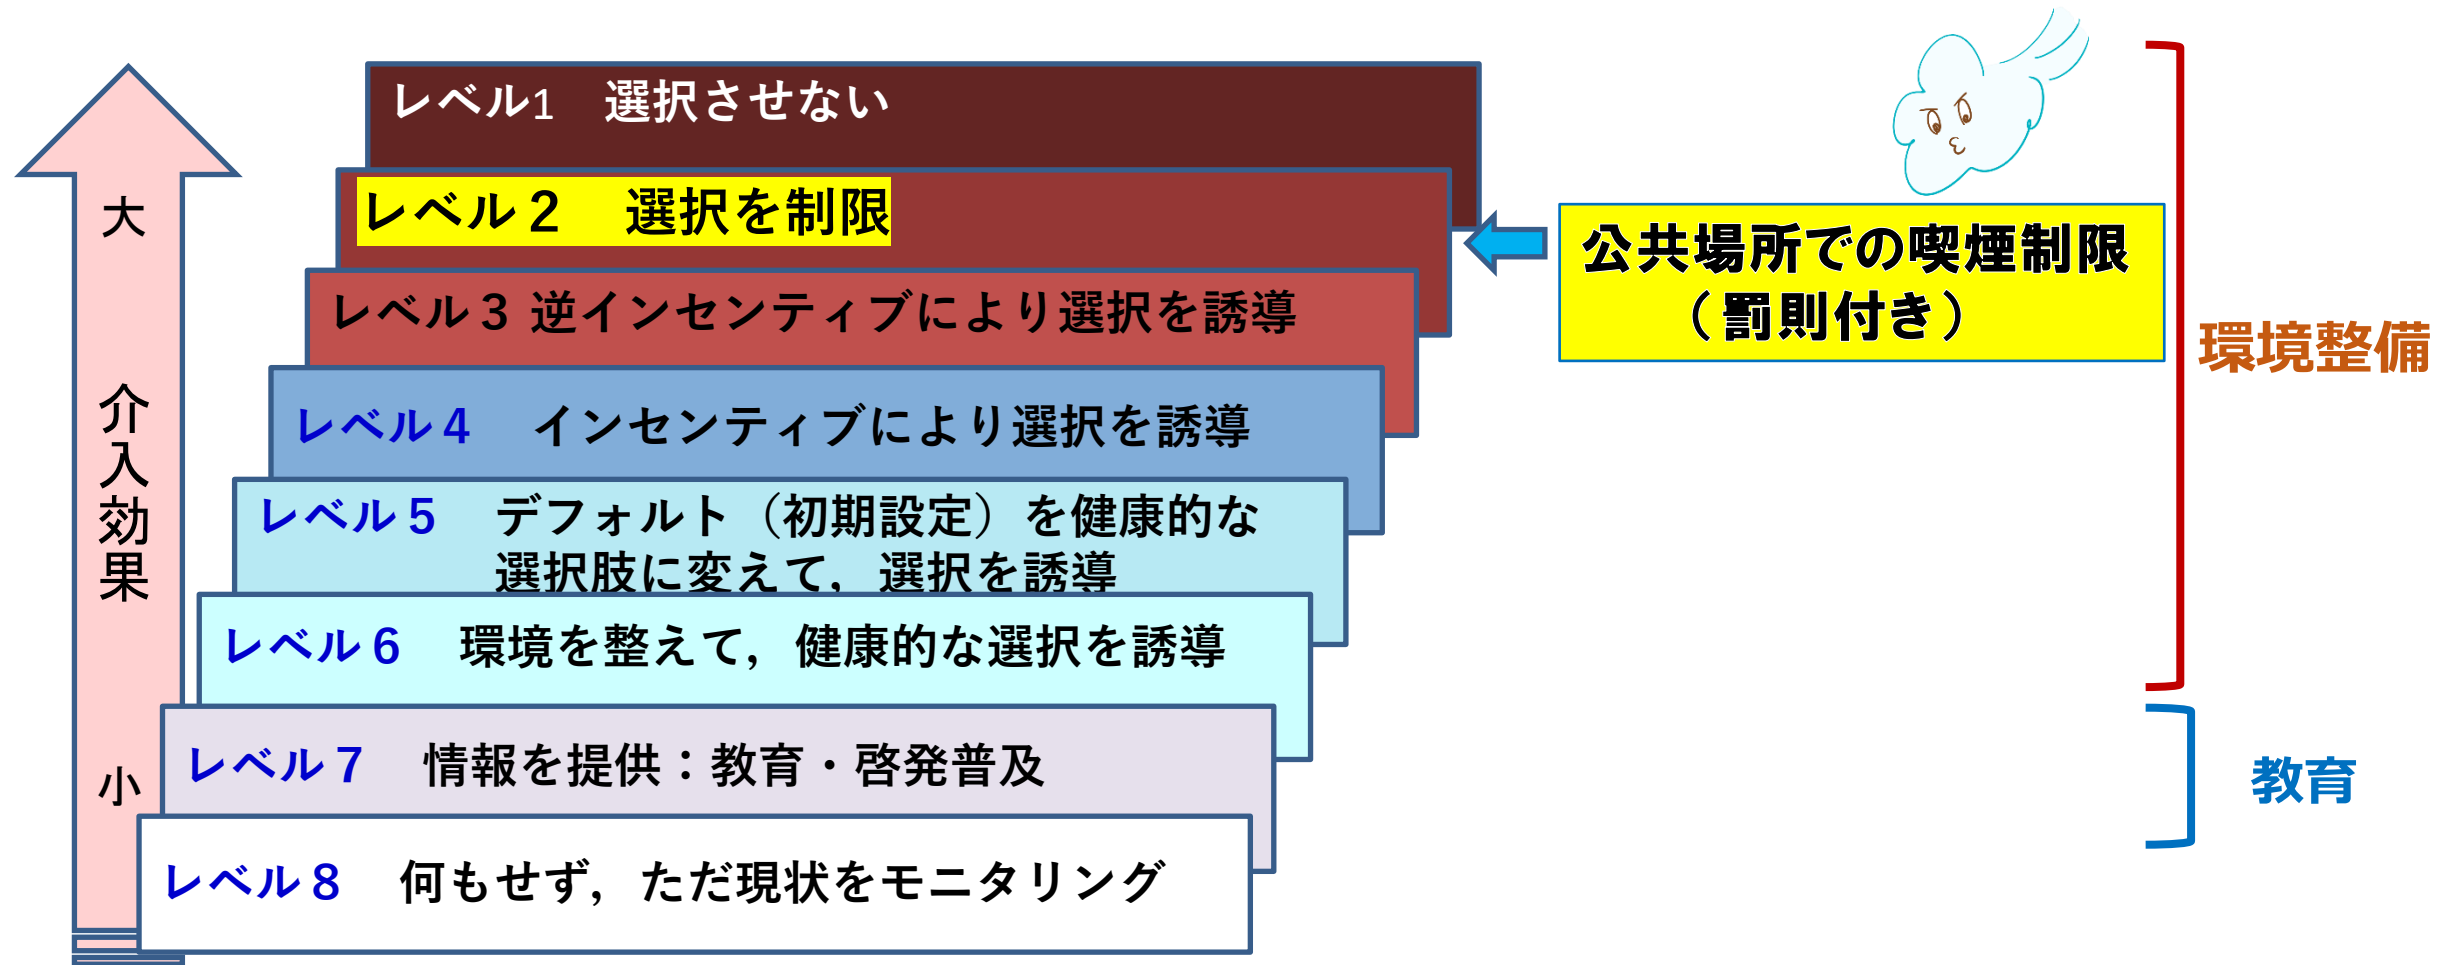 レベル1 選択させない
レベル２ 選択を制限
公共場所での喫煙制限
（罰則付き）
レベル３ 逆インセンティブにより選択を誘導
レベル４ インセンティブにより選択を誘導
レベル５ デフォルト（初期設定）を健康的な
選択肢に変えて，選択を誘導
レベル６ 環境を整えて，健康的な選択を誘導
レベル７ 情報を提供：教育・啓発普及
レベル８ 何もせず，ただ現状をモニタリング
大
介入効果
小
環境整備
教育